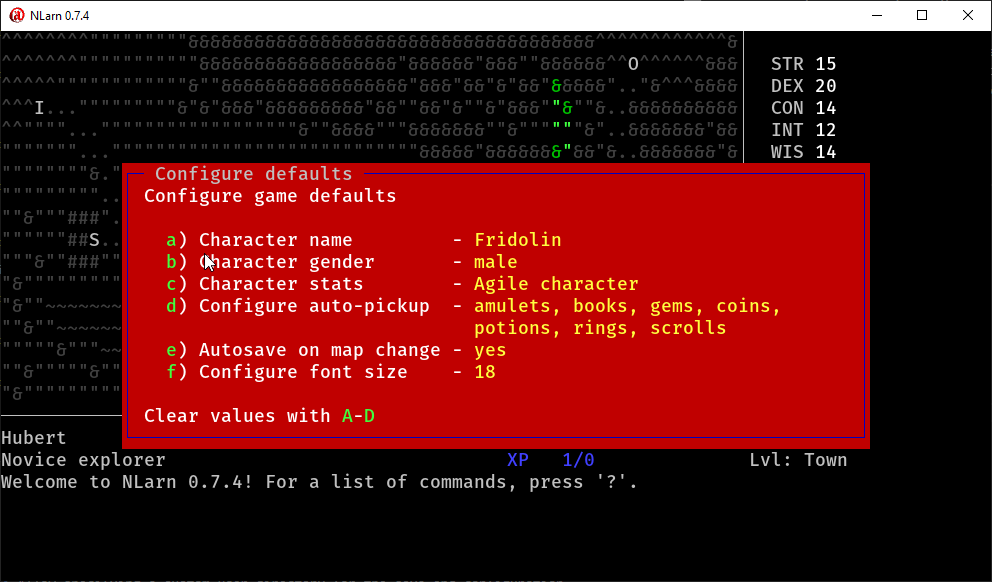 NLarn 0.7.4
STR 15
DEX 20
CON 14
INT 12
WIS 14
Configure defaults
Configure game defaults
a) Character name - Fridolin
b) Character gender - male
c) Character stats - Agile character
d) Configure auto-pickup - amulets, books, gems, coins,
potions, rings, scrolls
e) Autosave on map change - yes
f) Configure font size - 18
Clear values with A-D
Hubert
Novice explorer XP 1/0 Lvl: Town
Welcome to NLarn 0.7.4! For a list of commands, press '?'.